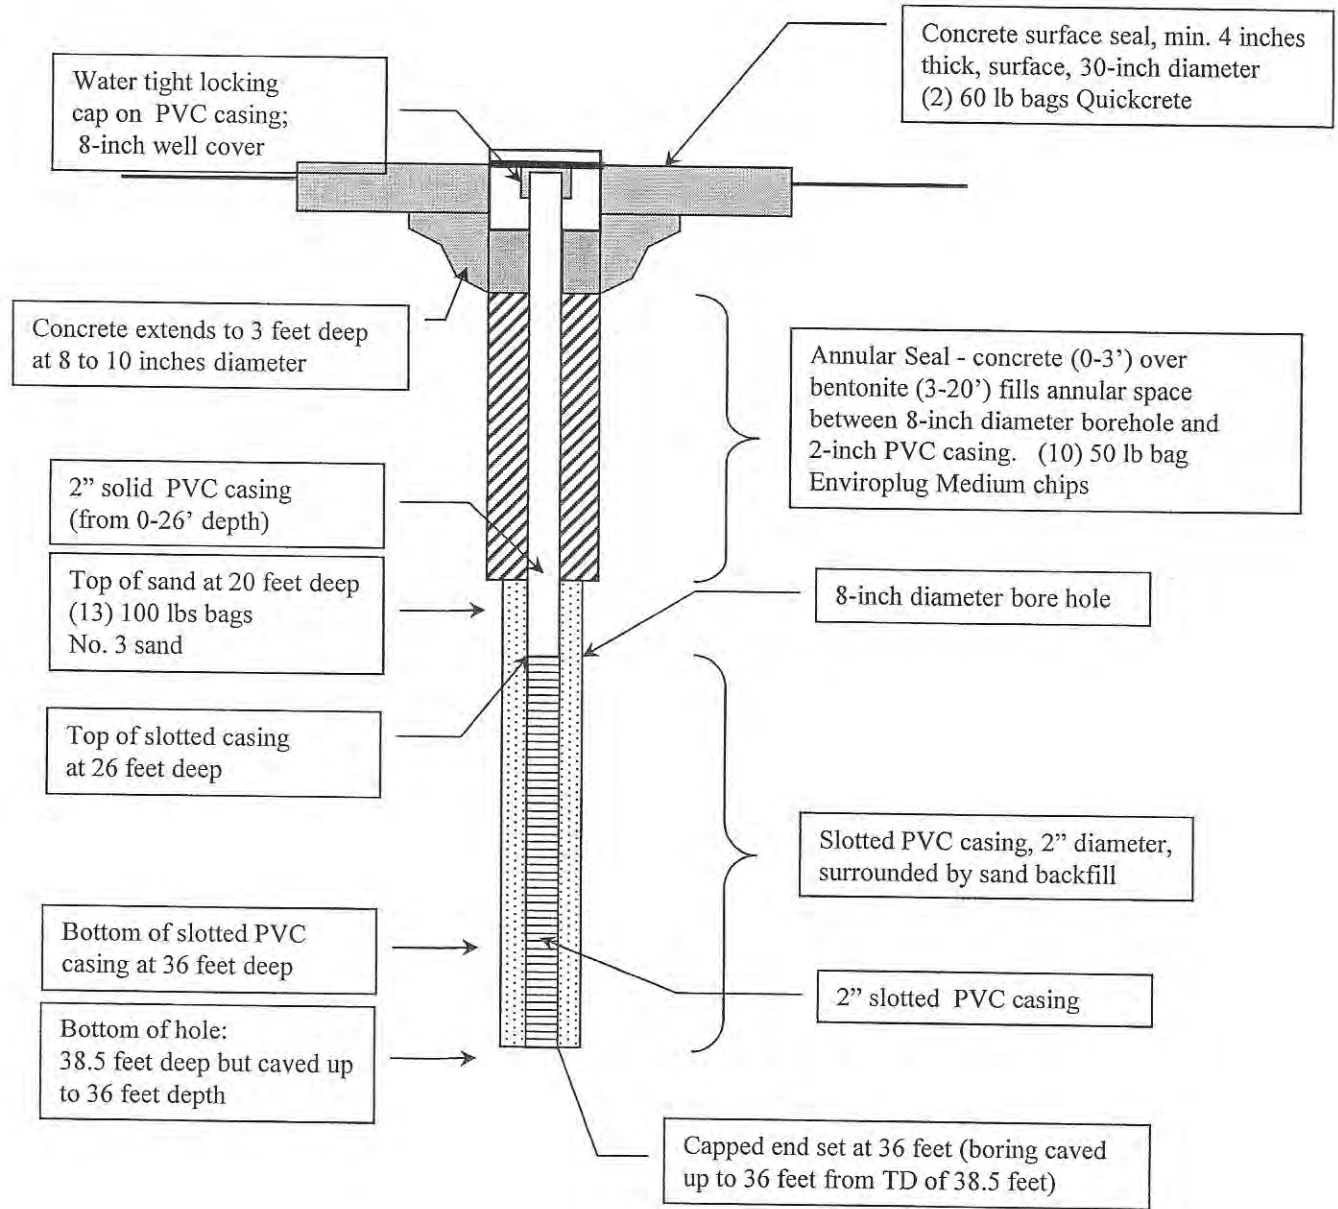 Concrete surface seal, min. 4 inches
thick, surface, 30-inch diameter
(2) 60 lb bags Quickcrete
Water tight locking
cap on PVC casing;
8-inch well cover
Concrete extends to 3 feet deep
at 8 to 10 inches diameter
Annular Seal - concrete (0-3’) over
bentonite (3-20’) fills annular space
between 8-inch diameter borehole and
2-inch PVC casing. (10) 50 lb bag
Enviroplug Medium chips
2” solid PVC casing
(from 0-26’ depth)
Top of sand at 20 feet deep
(13) 100 lbs bags
No. 3 sand
8-inch diameter bore hole
Top of slotted casing
at 26 feet deep
Slotted PVC casing, 2” diameter,
surrounded by sand backfill
Bottom of slotted PVC
casing at 36 feet deep
2” slotted PVC casing
Bottom of hole:
38.5 feet deep but caved up
to 36 feet depth
Capped end set at 36 feet (boring caved
up to 36 feet from TD of 38.5 feet)